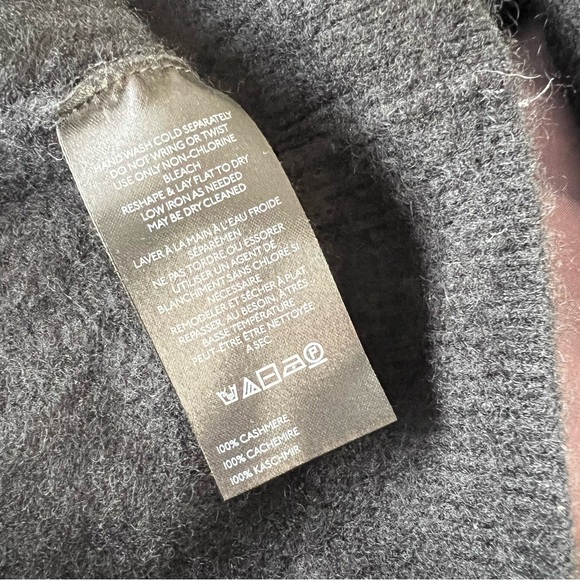 HAND WASH COLD SEPARATELY
DO NOT WRING OR TWIST
USE ONLY NON-CHLORINE
BLEACH
RESHAPE & LAY FLAT TO DRY
LOW IRON AS NEEDED
MAY BE DRY CLEANED
LAVER À LA MAIN À L'EAU FROIDE
SÉPARÉMEN
NE PAS TORDRE OU ESSORER
UTILISER UN AGENT DE
BLANCHIMENT SANS CHLORE SI
NÉCESSAIRE
REMODELER ET SÉCHER À PLAT
REPASSER, AU BESOIN, À TRÈS
BASSE TEMPÉRATURE
PEUT-ÊTRE ÊTRE NETTOYÉE
À SEC
P
100% CASHMERE
100% CACHEMIRE
100% KASCHMIR